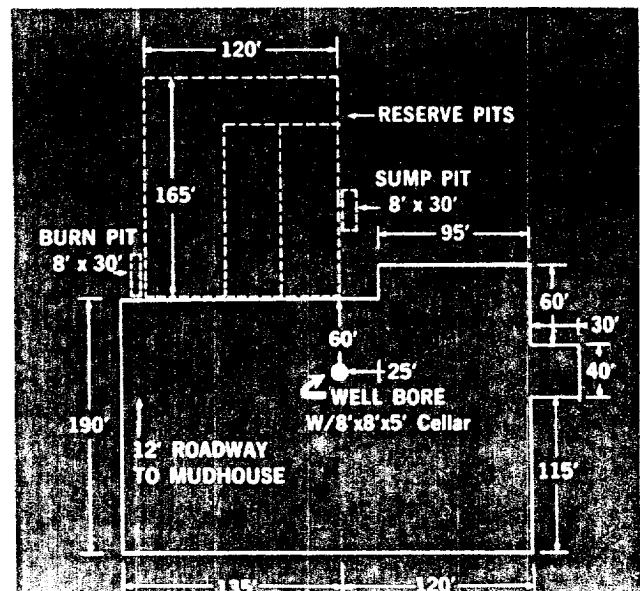 120'
RESERVE PITS
165'
SUMP PIT
8' x 30'
95'
BURN PIT
8' x 30'
60'
30'
60'
40'
25'
190'
WELL BORE
W/8'x8'x5' Cellar
12' ROADWAY
TO MUDHOUSE
115'
135'
120'